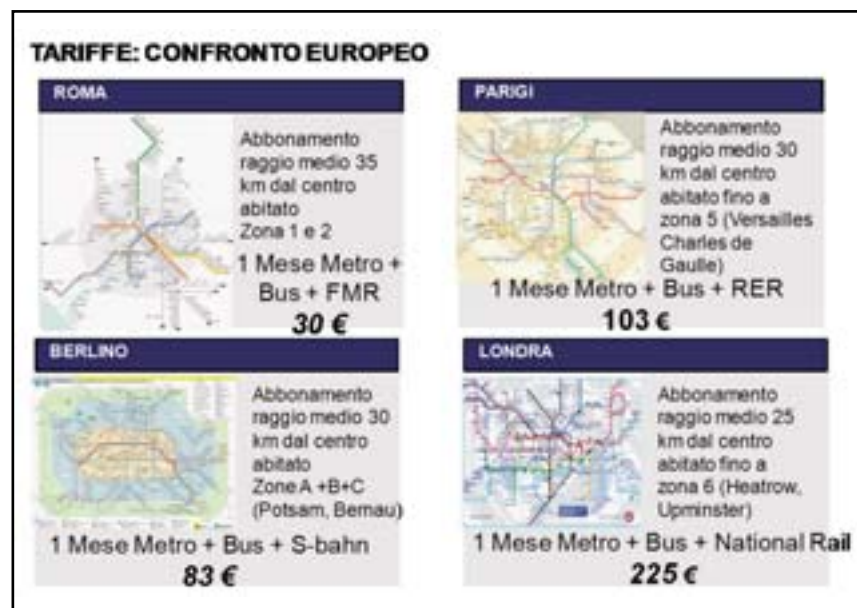 TARIFFE: CONFRONTO EUROPEO
ROMA
Abbonamento
raggio medio 35
km dal centro
abitato
Zona 1 e 2
1 Mese Metro +
Bus + FMR
30 €
PARIGI
Abbonamento
raggio medio 30
km dal centro
abitato fino a
zona 5 (Versailles
Charles de
Gaulle)
1 Mese Metro + Bus + RER
103 €
BERLINO
Abbonamento
raggio medio 30
km dal centro
abitato
Zone A +B+C
(Potsam, Bernau)
1 Mese Metro + Bus + S-bahn
83 €
LONDRA
Abbonamento
raggio medio 25
km dal centro
abitato fino a
zona 6 (Heatrow,
Upminster)
1 Mese Metro + Bus + National Rail
225 €